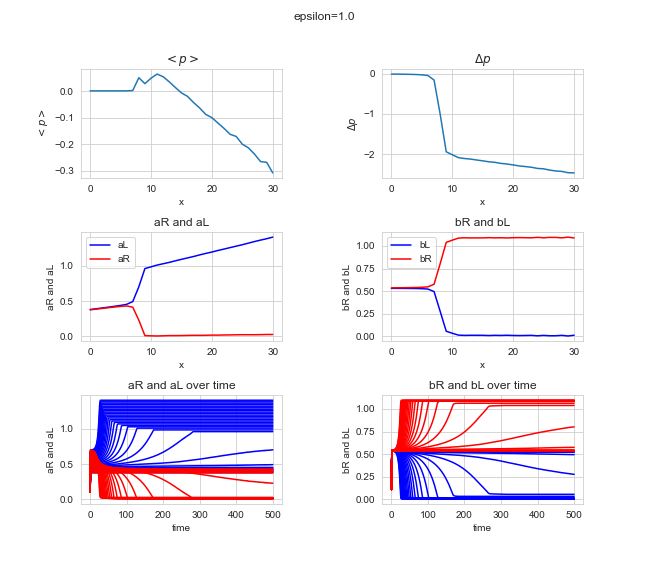 epsilon=1.0
< p >
< p >
0.0
−0.1
−0.2
−0.3
0
10
20
30
x
Δp
Δp
0
−1
−2
0
10
20
30
x
aR and aL
aR and aL
aL
aR
1.0
0.5
0.0
0
10
20
30
x
bR and bL
bR and bL
bL
bR
1.00
0.75
0.50
0.25
0.00
0
10
20
30
x
aR and aL over time
aR and aL
1.0
0.5
0.0
0
100
200
300
400
500
time
bR and bL over time
bR and bL
1.00
0.75
0.50
0.25
0.00
0
100
200
300
400
500
time